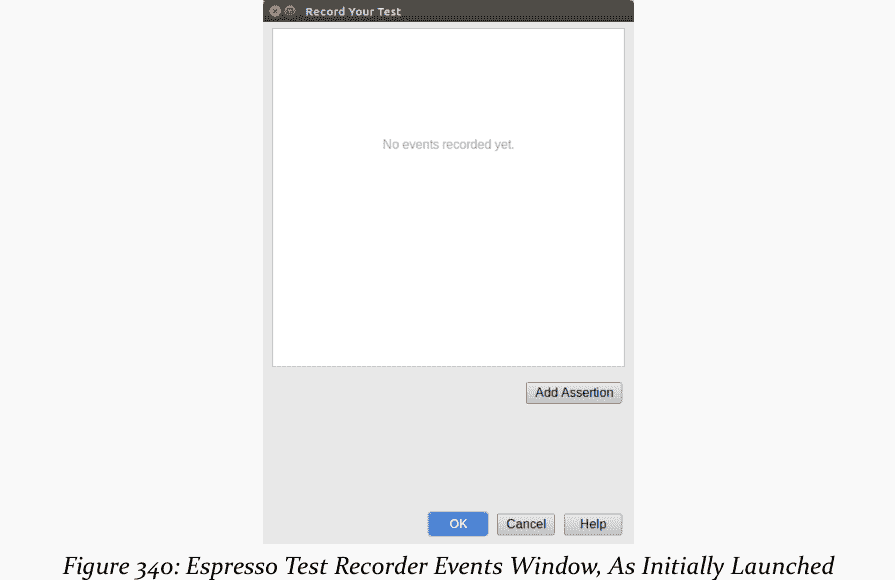 Record Your Test
No events recorded yet.
Add Assertion
OK Cancel Help
Figure 340: Espresso Test Recorder Events Window, As Initially Launched